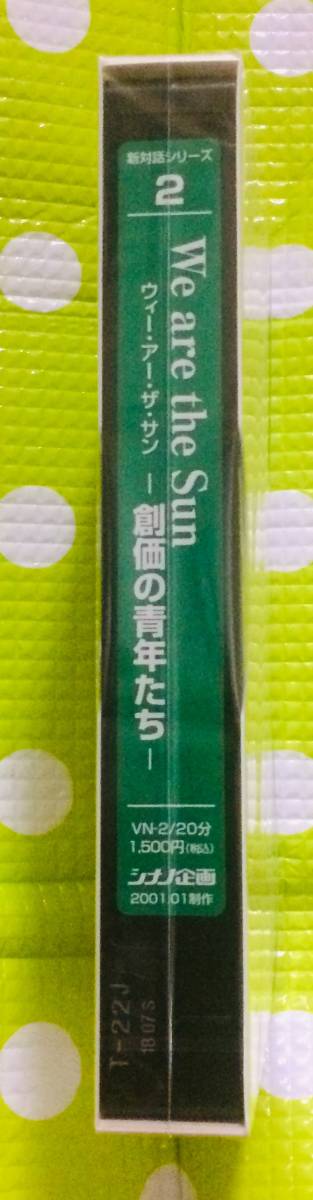 新対話シリーズ
2
We are the Sun
ウィー・アー・ザ・サン
― 創価の青年たち ―
VN-2/20分
1,500円(税込)
シナノ企画
2001.01制作
T-22J
1807S